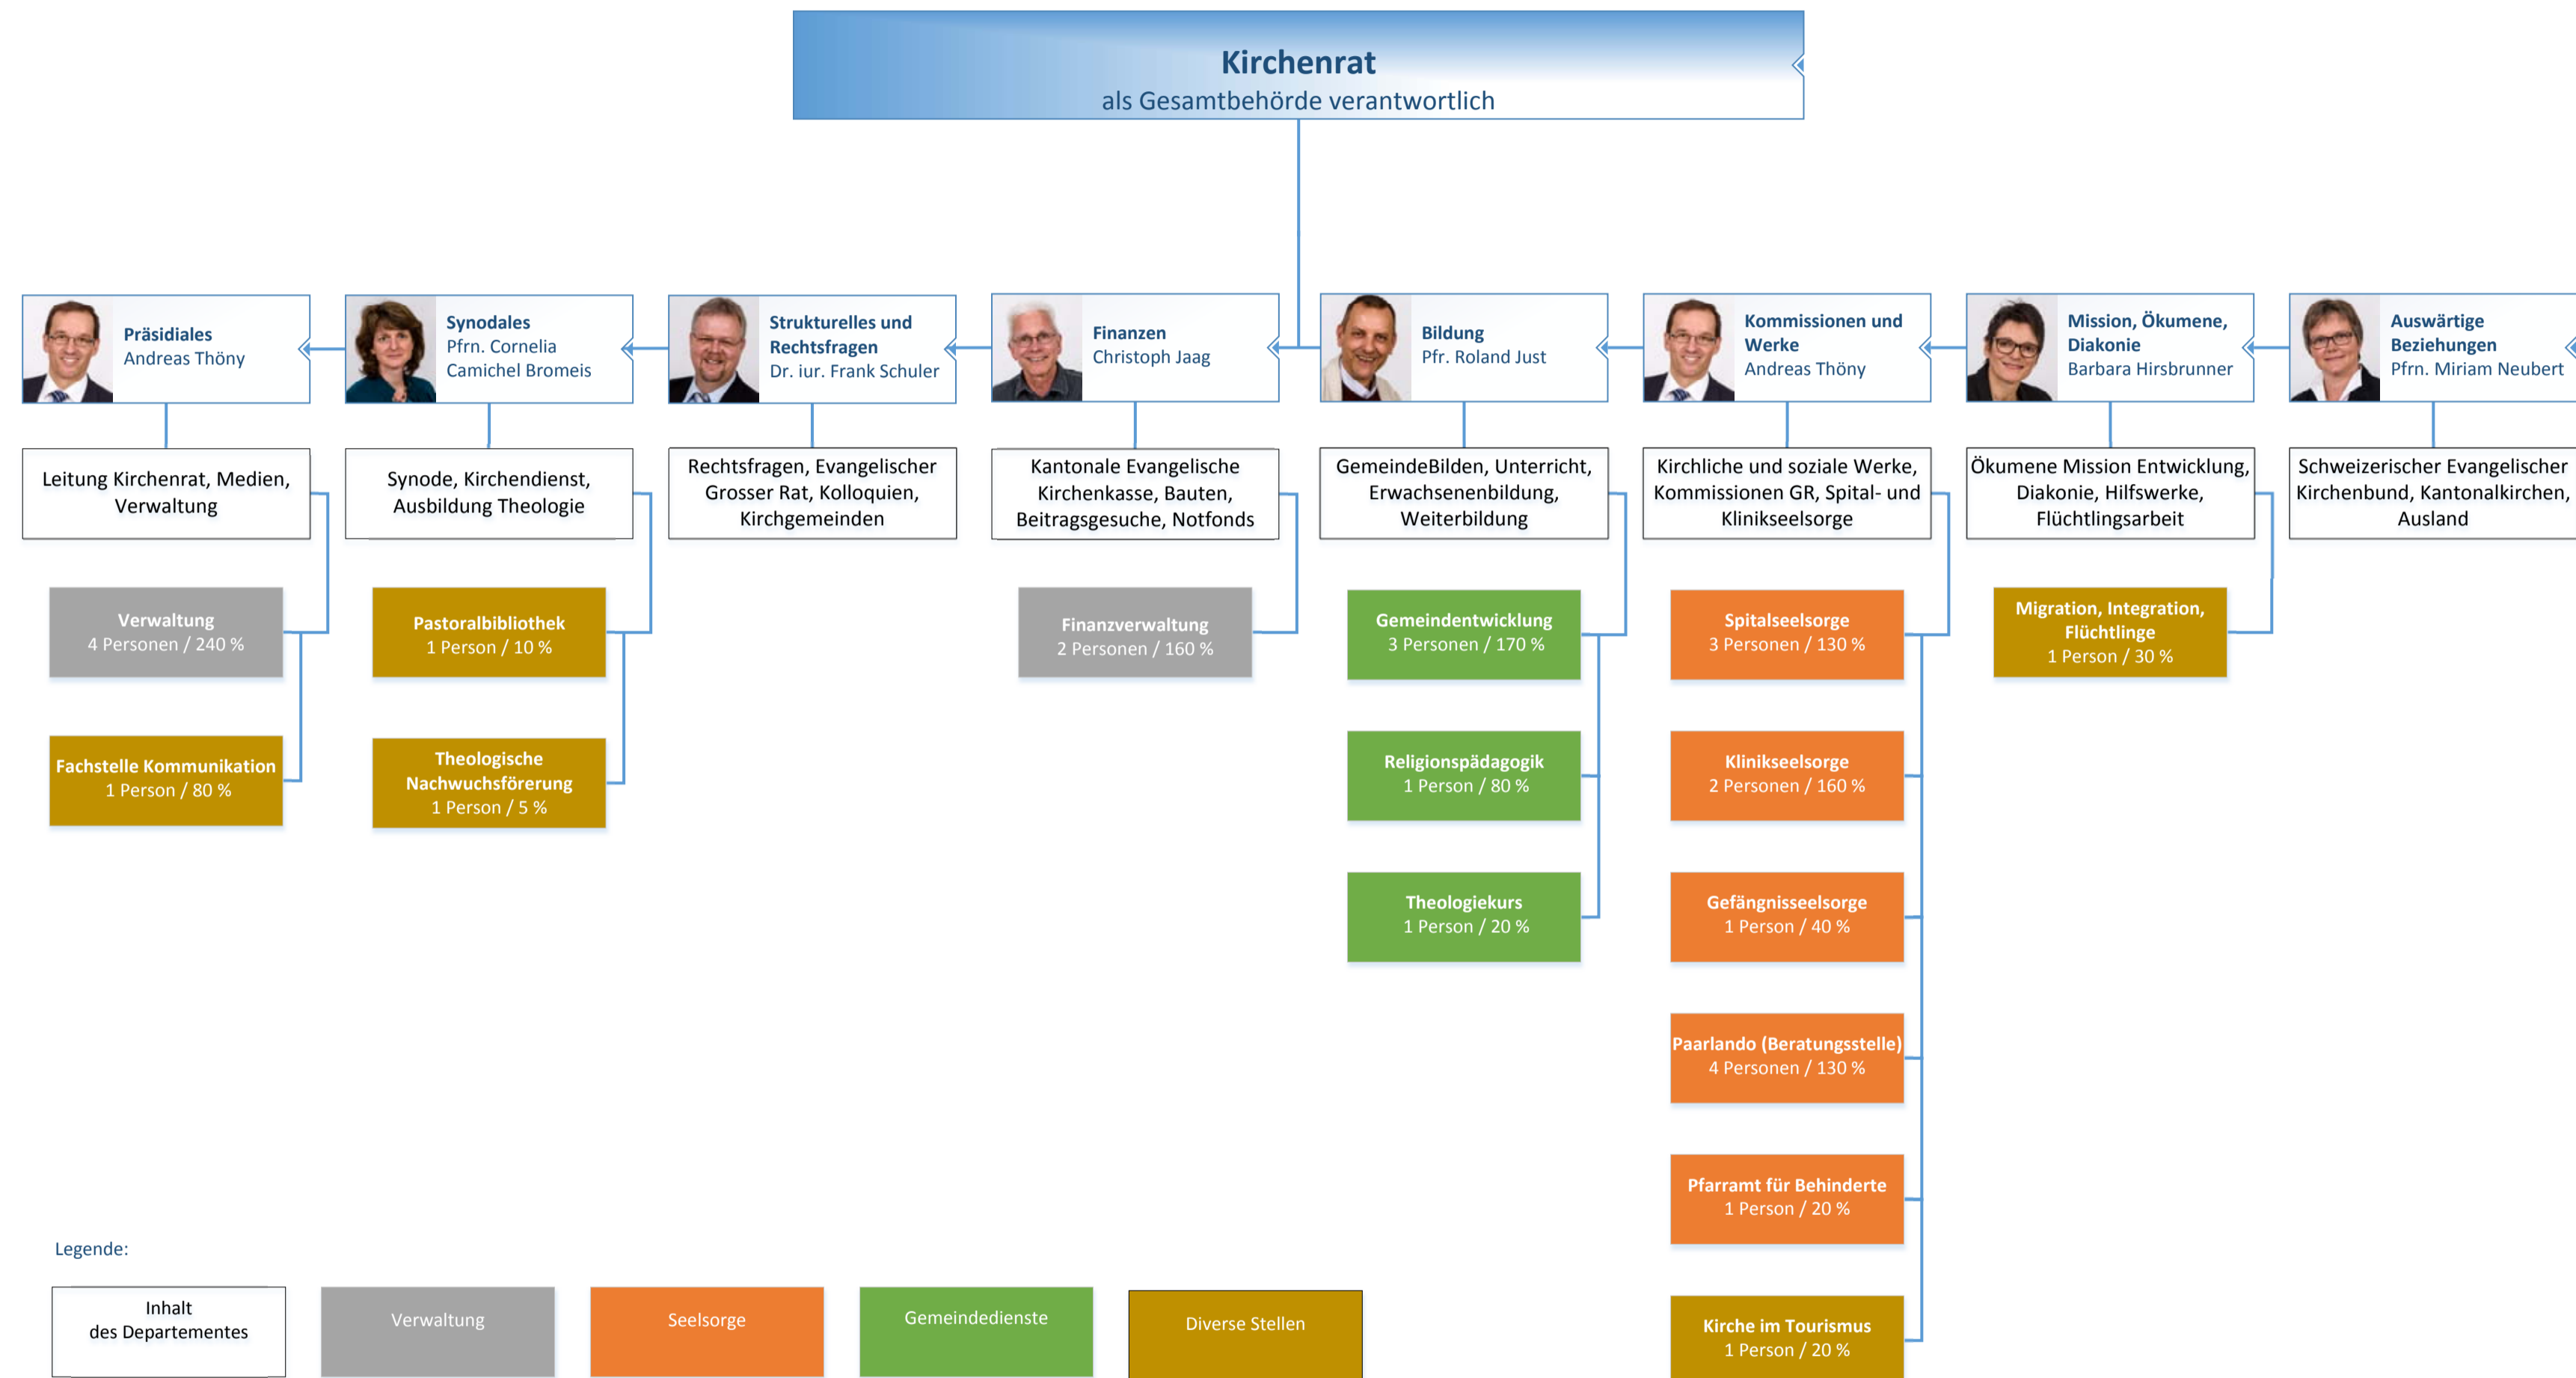 Kirchenrat
als Gesamtbehörde verantwortlich
Präsidiales
Andreas Thöny
Synodales
Pfrn. Cornelia
Camichel Bromeis
Strukturelles und
Rechtsfragen
Dr. iur. Frank Schuler
Finanzen
Christoph Jaag
Bildung
Pfr. Roland Just
Kommissionen und
Werke
Andreas Thöny
Mission, Ökumene,
Diakonie
Barbara Hirsbrunner
Auswärtige
Beziehungen
Pfrn. Miriam Neubert
Leitung Kirchenrat, Medien,
Verwaltung
Synode, Kirchendienst,
Ausbildung Theologie
Rechtsfragen, Evangelischer
Grosser Rat, Kolloquien,
Kirchgemeinden
Kantonale Evangelische
Kirchenkasse, Bauten,
Beitragsgesuche, Notfonds
GemeindeBilden, Unterricht,
Erwachsenenbildung,
Weiterbildung
Kirchliche und soziale Werke,
Kommissionen GR, Spital- und
Klinikseelsorge
Ökumene Mission Entwicklung,
Diakonie, Hilfswerke,
Flüchtlingsarbeit
Schweizerischer Evangelischer
Kirchenbund, Kantonalkirchen,
Ausland
Verwaltung
4 Personen / 240 %
Pastoralbibliothek
1 Person / 10 %
Finanzverwaltung
2 Personen / 160 %
Gemeindentwicklung
3 Personen / 170 %
Spitalseelsorge
3 Personen / 130 %
Migration, Integration,
Flüchtlinge
1 Person / 30 %
Fachstelle Kommunikation
1 Person / 80 %
Theologische
Nachwuchsförerung
1 Person / 5 %
Religionspädagogik
1 Person / 80 %
Klinikseelsorge
2 Personen / 160 %
Theologiekurs
1 Person / 20 %
Gefängnisseelsorge
1 Person / 40 %
Paarlando (Beratungsstelle)
4 Personen / 130 %
Pfarramt für Behinderte
1 Person / 20 %
Kirche im Tourismus
1 Person / 20 %
Legende:
Inhalt
des Departementes
Verwaltung
Seelsorge
Gemeindedienste
Diverse Stellen